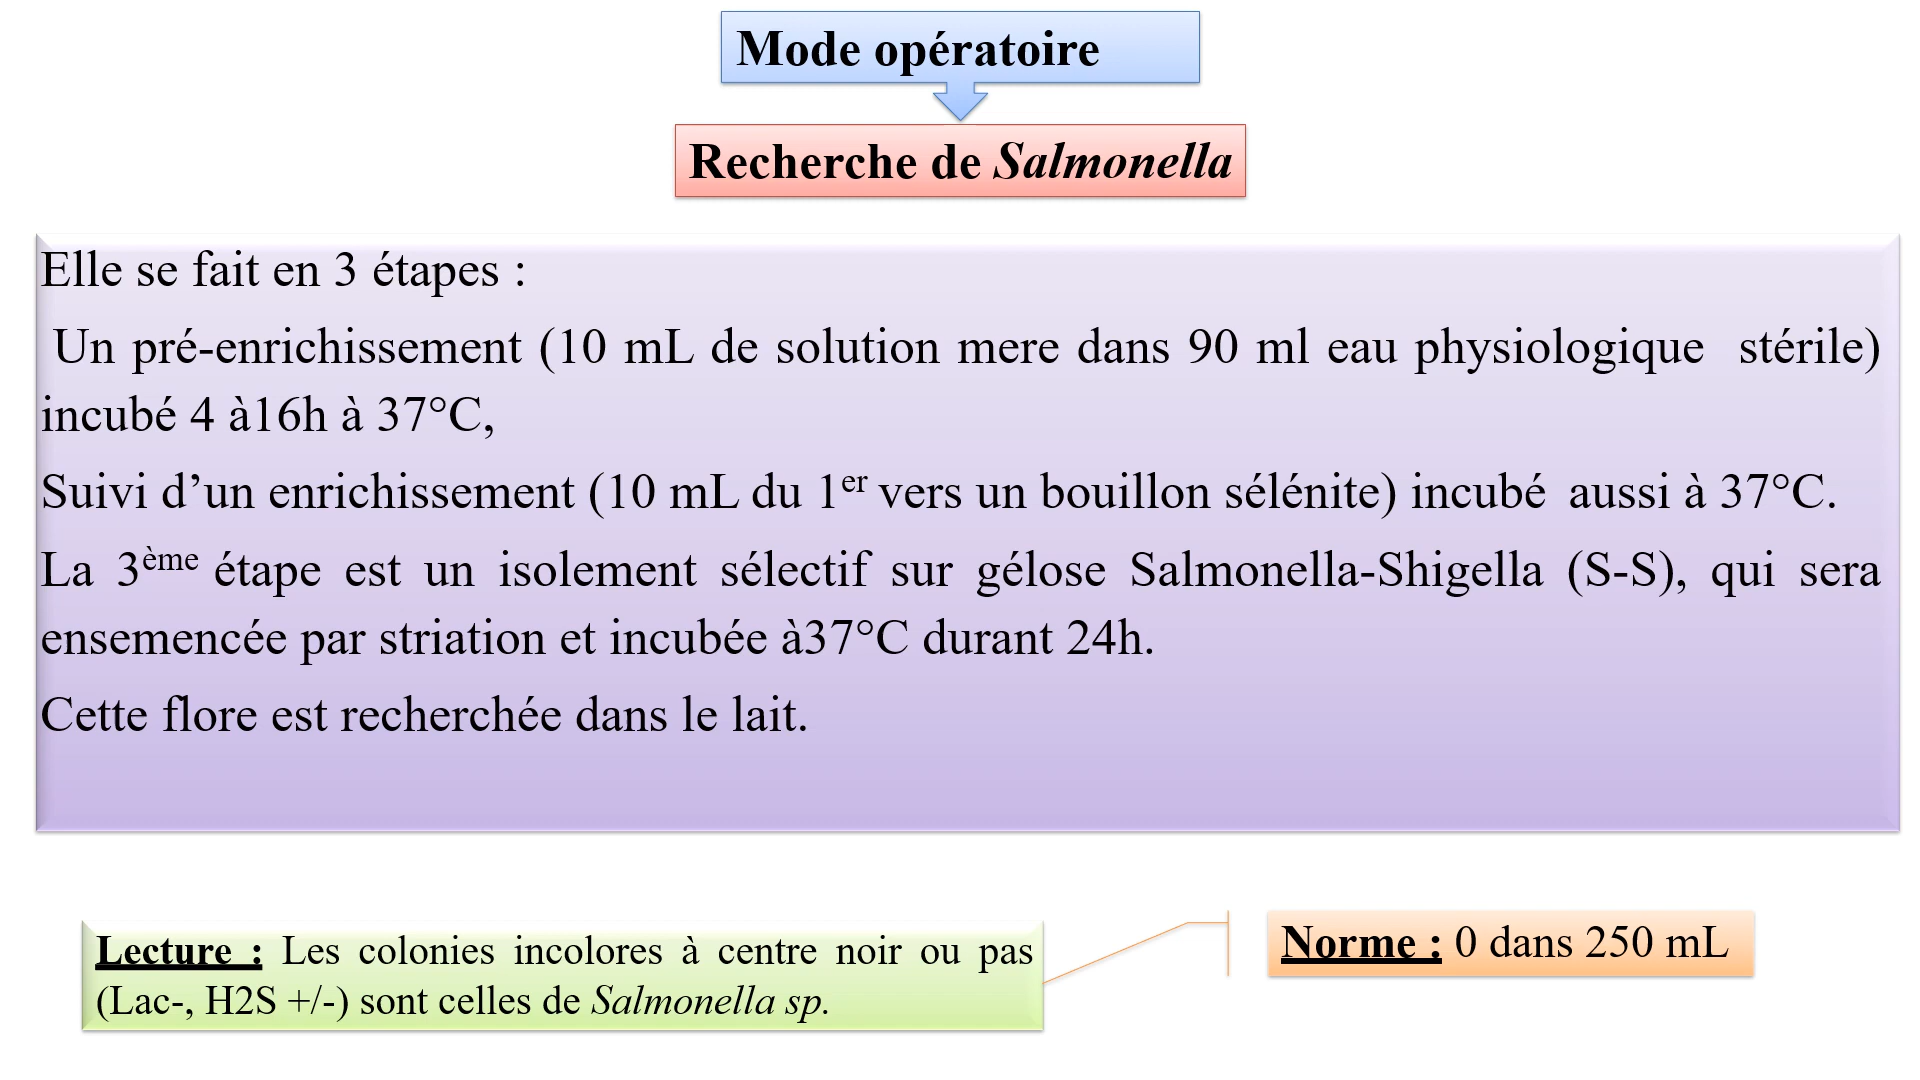 Mode opératoire
Recherche de Salmonella
Elle se fait en 3 étapes :
Un pré-enrichissement (10 mL de solution mere dans 90 ml eau physiologique stérile)
incubé 4 à16h à 37°C,
Suivi d’un enrichissement (10 mL du 1er vers un bouillon sélénite) incubé aussi à 37°C.
La 3ème étape est un isolement sélectif sur gélose Salmonella-Shigella (S-S), qui sera
ensemencée par striation et incubée à37°C durant 24h.
Cette flore est recherchée dans le lait.
Lecture : Les colonies incolores à centre noir ou pas
(Lac-, H2S +/-) sont celles de Salmonella sp.
Norme : 0 dans 250 mL